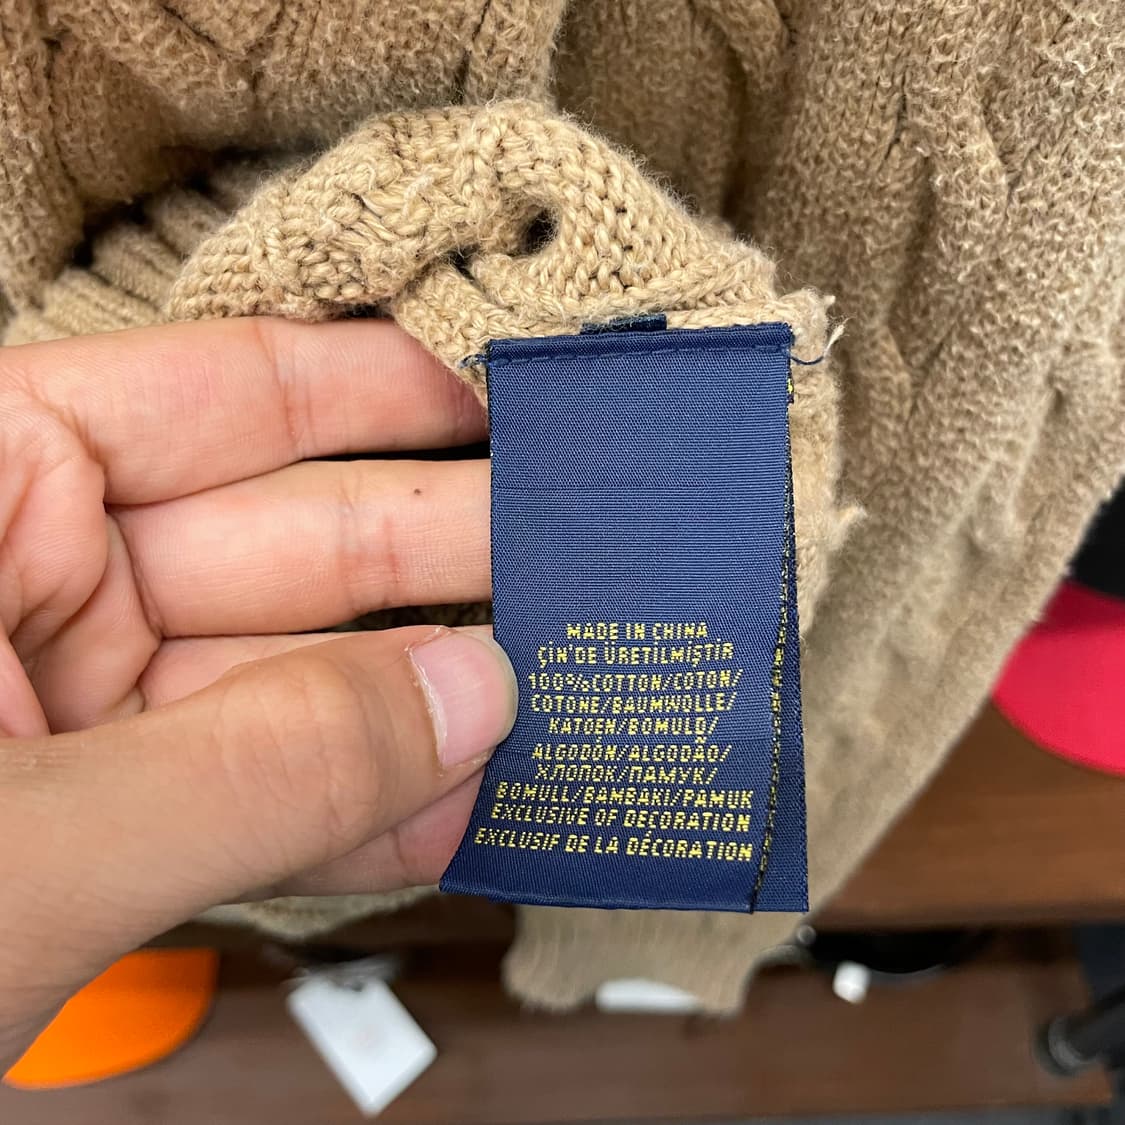 MADE IN CHINA
ÇİN'DE ÜRETİLMİŞTİR
100%COTTON/COTON/
COTONE/BAUMWOLLE/
KATOEN/BOMULD/
ALGODÓN/ALGODÃO/
ХЛОПОК/ПАМУК/
BOMULL/BAMBAKI/PAMUK
EXCLUSIVE OF DECORATION
EXCLUSIF DE LA DÉCORATION